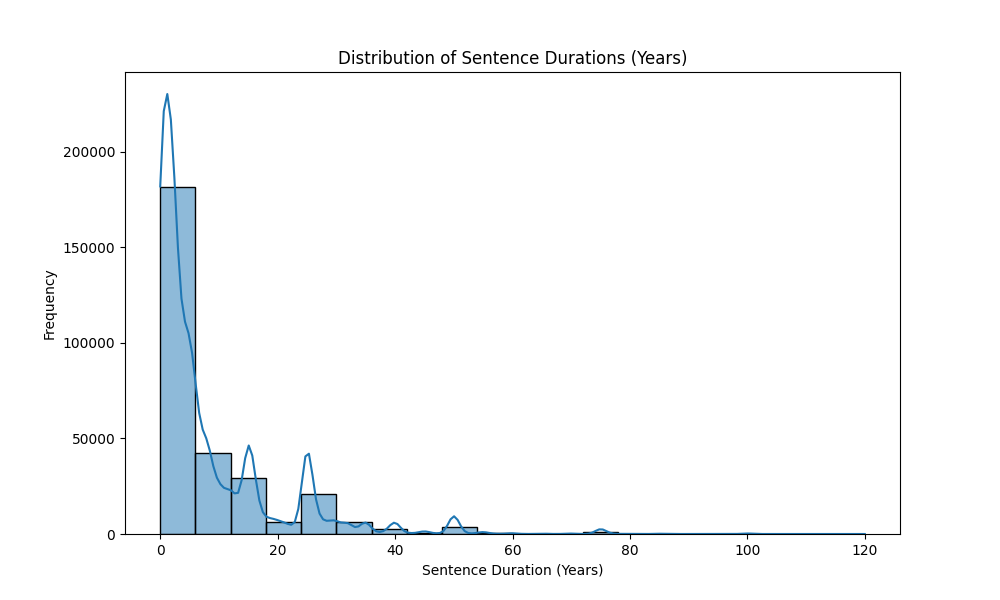 Distribution of Sentence Durations (Years)
200000
150000
100000
50000
0
Frequency
0 20 40 60 80 100 120
Sentence Duration (Years)